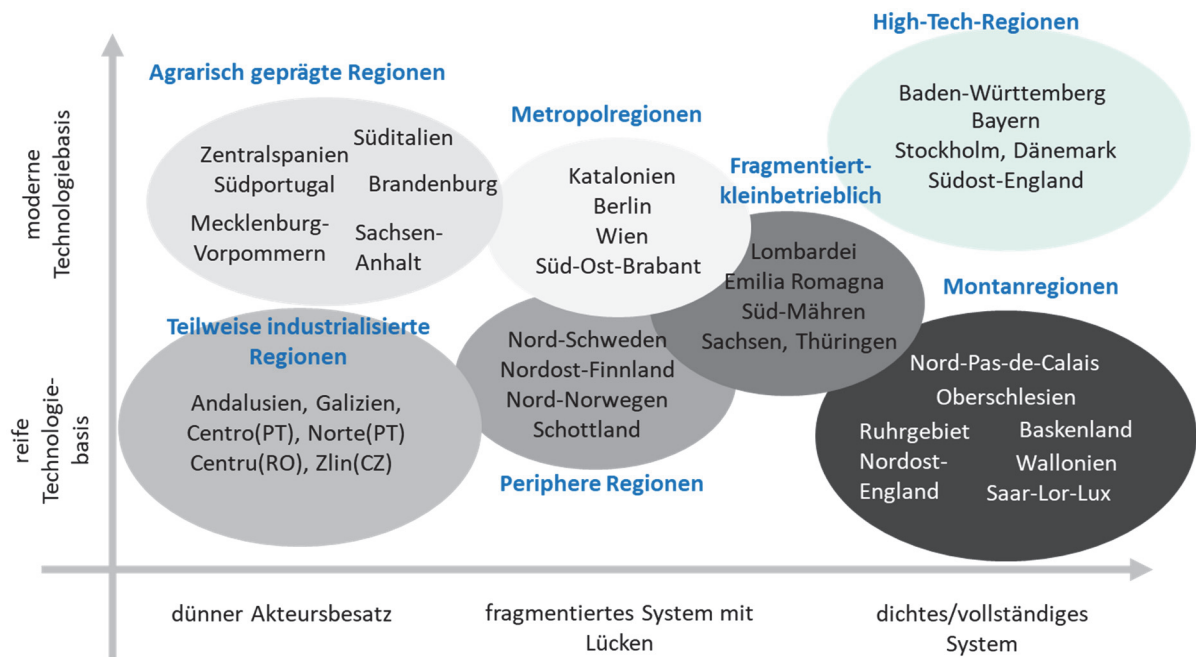 High-Tech-Regionen
Baden-Württemberg
Bayern
Stockholm, Dänemark
Südost-England
Agrarisch geprägte Regionen
Süditalien
Zentralspanien
Südportugal
Brandenburg
Mecklenburg-
Vorpommern
Sachsen-
Anhalt
Metropolregionen
Katalonien
Berlin
Wien
Süd-Ost-Brabant
Fragmentiert-
kleinbetrieblich
Lombardei
Emilia Romagna
Süd-Mähren
Sachsen, Thüringen
Montanregionen
Nord-Pas-de-Calais
Oberschlesien
Ruhrgebiet
Baskenland
Nordost-
England
Wallonien
Saar-Lor-Lux
Teilweise industrialisierte
Regionen
Andalusien, Galizien,
Centro(PT), Norte(PT)
Centru(RO), Zlin(CZ)
Nord-Schweden
Nordost-Finnland
Nord-Norwegen
Schottland
Periphere Regionen
moderne
Technologiebasis
reife
Technologie-
basis
dünner Akteursbesatz
fragmentiertes System mit
Lücken
dichtes/vollständiges
System